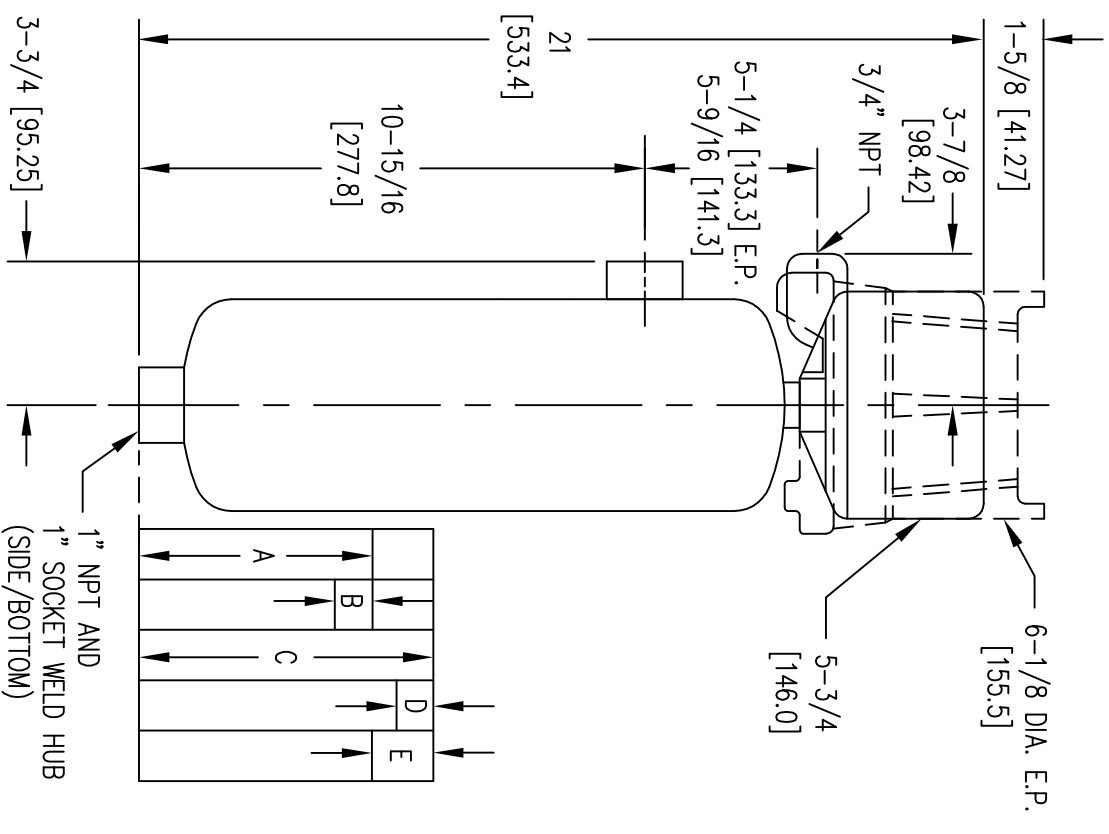 1-5/8 [41.27]
21
[533.4]
3-7/8
[98.42]
3/4" NPT
5-1/4 [133.3] E.P.
5-9/16 [141.3]
10-15/16
[277.8]
3-3/4 [95.25]
6-1/8 DIA. E.P.
[155.5]
5-3/4
[146.0]
A
B
C
D
E
1" NPT AND
1" SOCKET WELD HUB
(SIDE/BOTTOM)